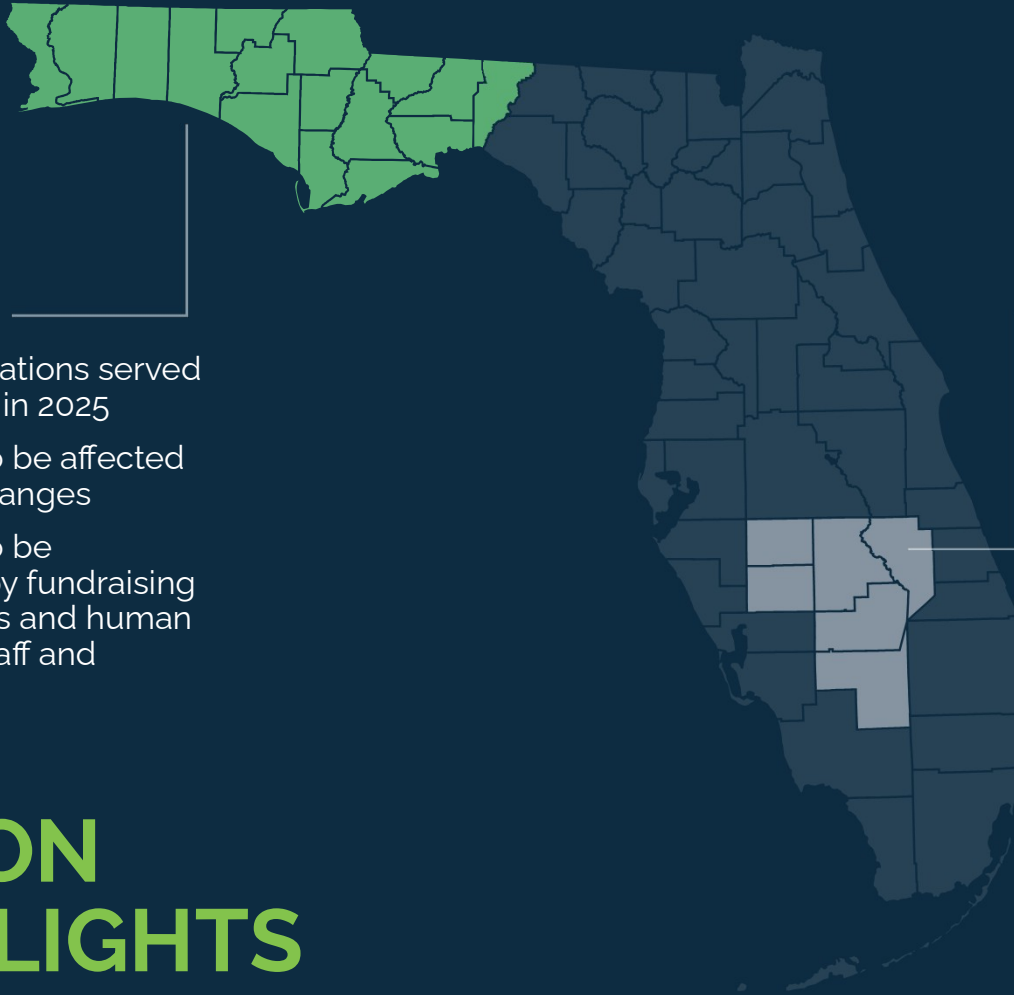 ations served
in 2025
be affected
anges
be
y fundraising
s and human
aff and
ON
LIGHTS